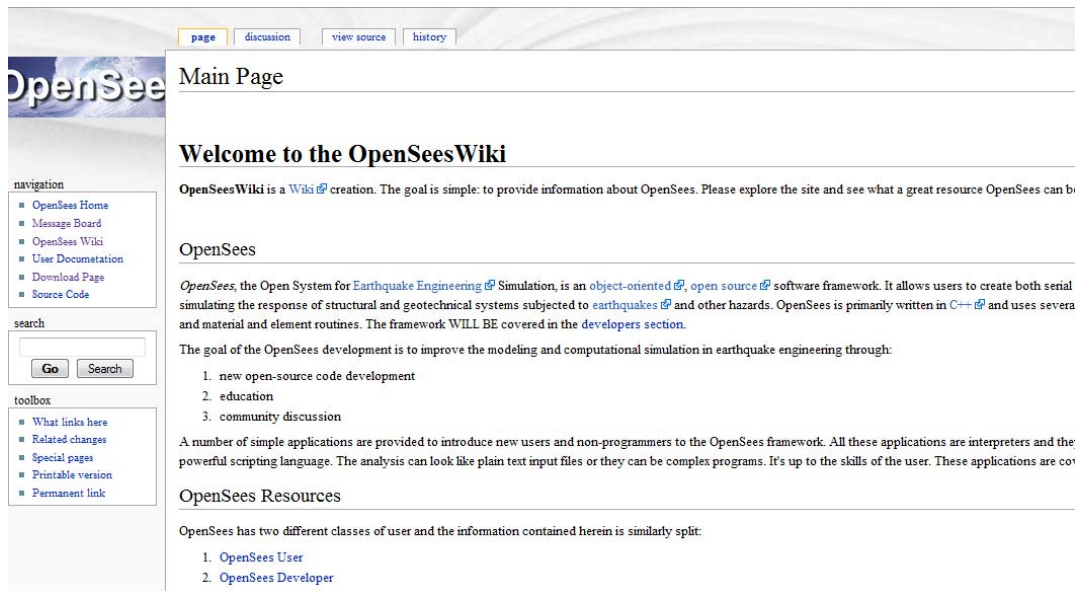 page discussion view source history
OpenSee
Main Page
Welcome to the OpenSeesWiki
OpenSeesWiki is a Wiki creation. The goal is simple: to provide information about OpenSees. Please explore the site and see what a great resource OpenSees can
navigation
OpenSees Home
Message Board
OpenSees Wiki
User Documetation
Download Page
Source Code
search
Go Search
toolbox
What links here
Related changes
Special pages
Printable version
Permanent link
OpenSees
OpenSees, the Open System for Earthquake Engineering Simulation, is an object-oriented, open source software framework. It allows users to create both serial
simulating the response of structural and geotechnical systems subjected to earthquakes and other hazards. OpenSees is primarily written in C++ and uses
and material and element routines. The framework WILL BE covered in the developers section.
The goal of the OpenSees development is to improve the modeling and computational simulation in earthquake engineering through:
1. new open-source code development
2. education
3. community discussion
A number of simple applications are provided to introduce new users and non-programmers to the OpenSees framework. All these applications are interpreters and
powerful scripting language. The analysis can look like plain text input files or they can be complex programs. It's up to the skills of the user. These applications are
OpenSees Resources
OpenSees has two different classes of user and the information contained herein is similarly split:
1. OpenSees User
2. OpenSees Developer